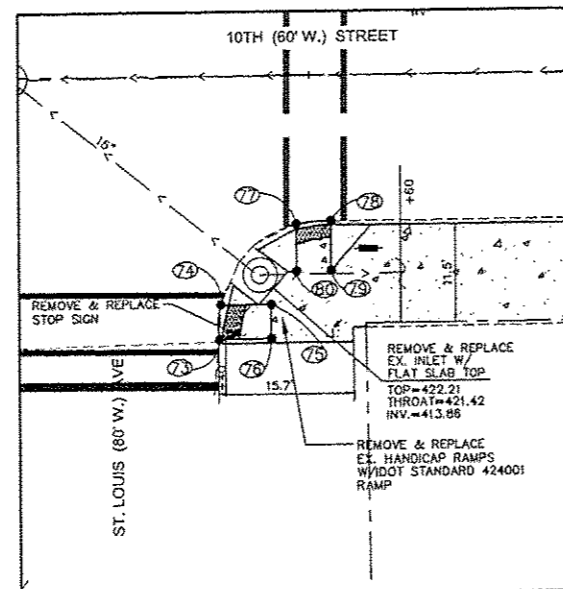 10TH (60' W.) STREET
15"
+60
77
78
74
80
79
11.5'
REMOVE & REPLACE
STOP SIGN
73
76
75
15.7'
REMOVE & REPLACE
EX. INLET W/
FLAT SLAB TOP
TOP=422.21
THROAT=421.42
INV.=413.86
REMOVE & REPLACE
EX. HANDICAP RAMPS
W/IDOT STANDARD 424001
RAMP
ST. LOUIS (80' W.) AVE